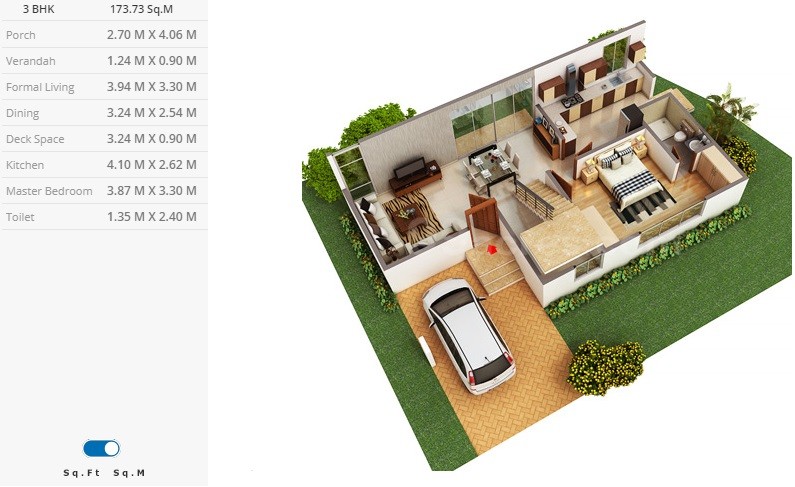 3 BHK 173.73 Sq.M
Porch 2.70 M X 4.06 M
Verandah 1.24 M X 0.90 M
Formal Living 3.94 M X 3.30 M
Dining 3.24 M X 2.54 M
Deck Space 3.24 M X 0.90 M
Kitchen 4.10 M X 2.62 M
Master Bedroom 3.87 M X 3.30 M
Toilet 1.35 M X 2.40 M
Sq.Ft Sq.M